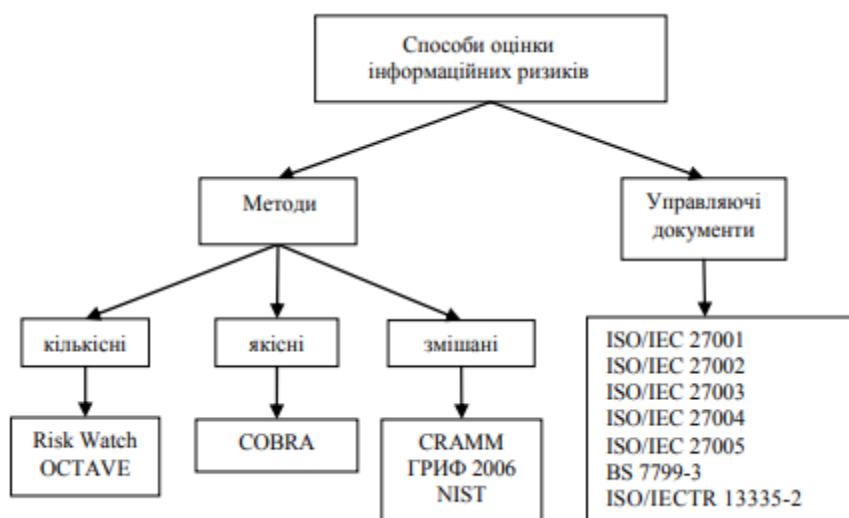 Способи оцінки
інформаційних ризиків
Методи
Управляючі
документи
кількісні
якісні
змішані
Risk Watch
OCTAVE
COBRA
CRAMM
ГРИФ 2006
NIST
ISO/IEC 27001
ISO/IEC 27002
ISO/IEC 27003
ISO/IEC 27004
ISO/IEC 27005
BS 7799-3
ISO/IECTR 13335-2